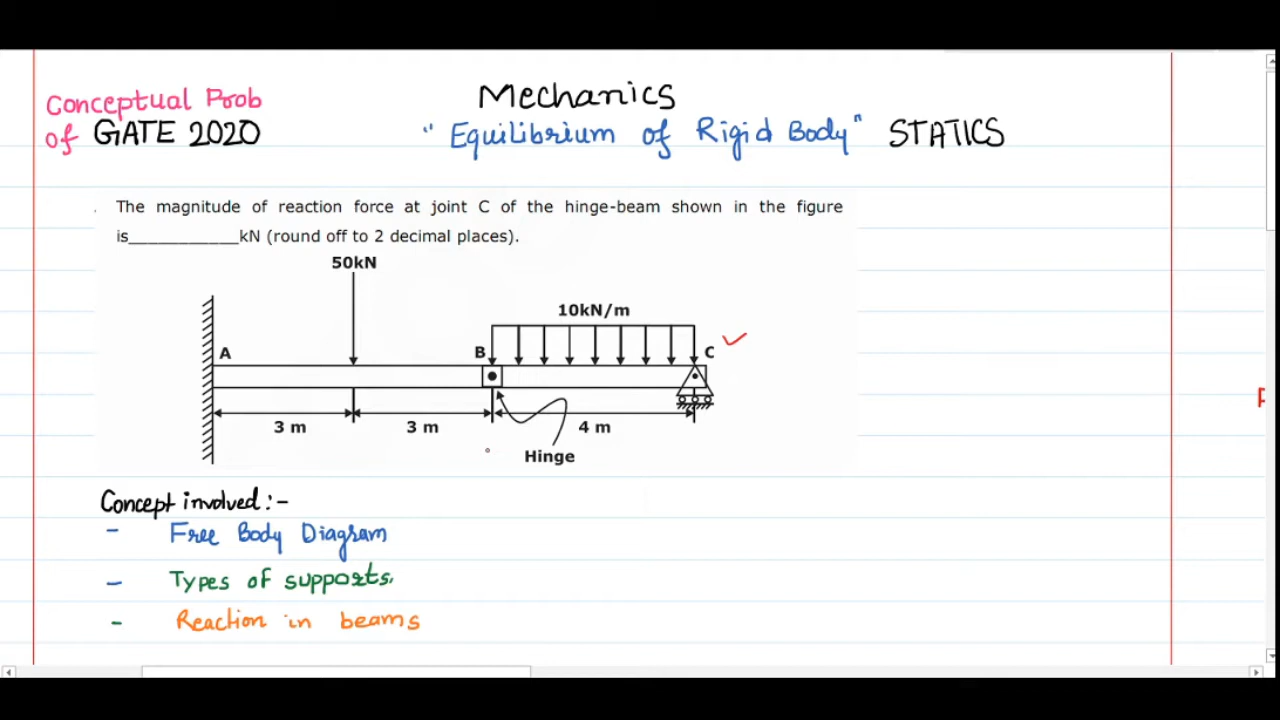 Conceptual Prob
of GATE 2020
Mechanics
"Equilibrium of Rigid Body" STATICS
The magnitude of reaction force at joint C of the hinge-beam shown in the figure
is___________kN (round off to 2 decimal places).
50kN
10kN/m
A
B
C
3 m
3 m
4 m
Hinge
Concept involved :-
- Free Body Diagram
- Types of supports.
- Reaction in beams